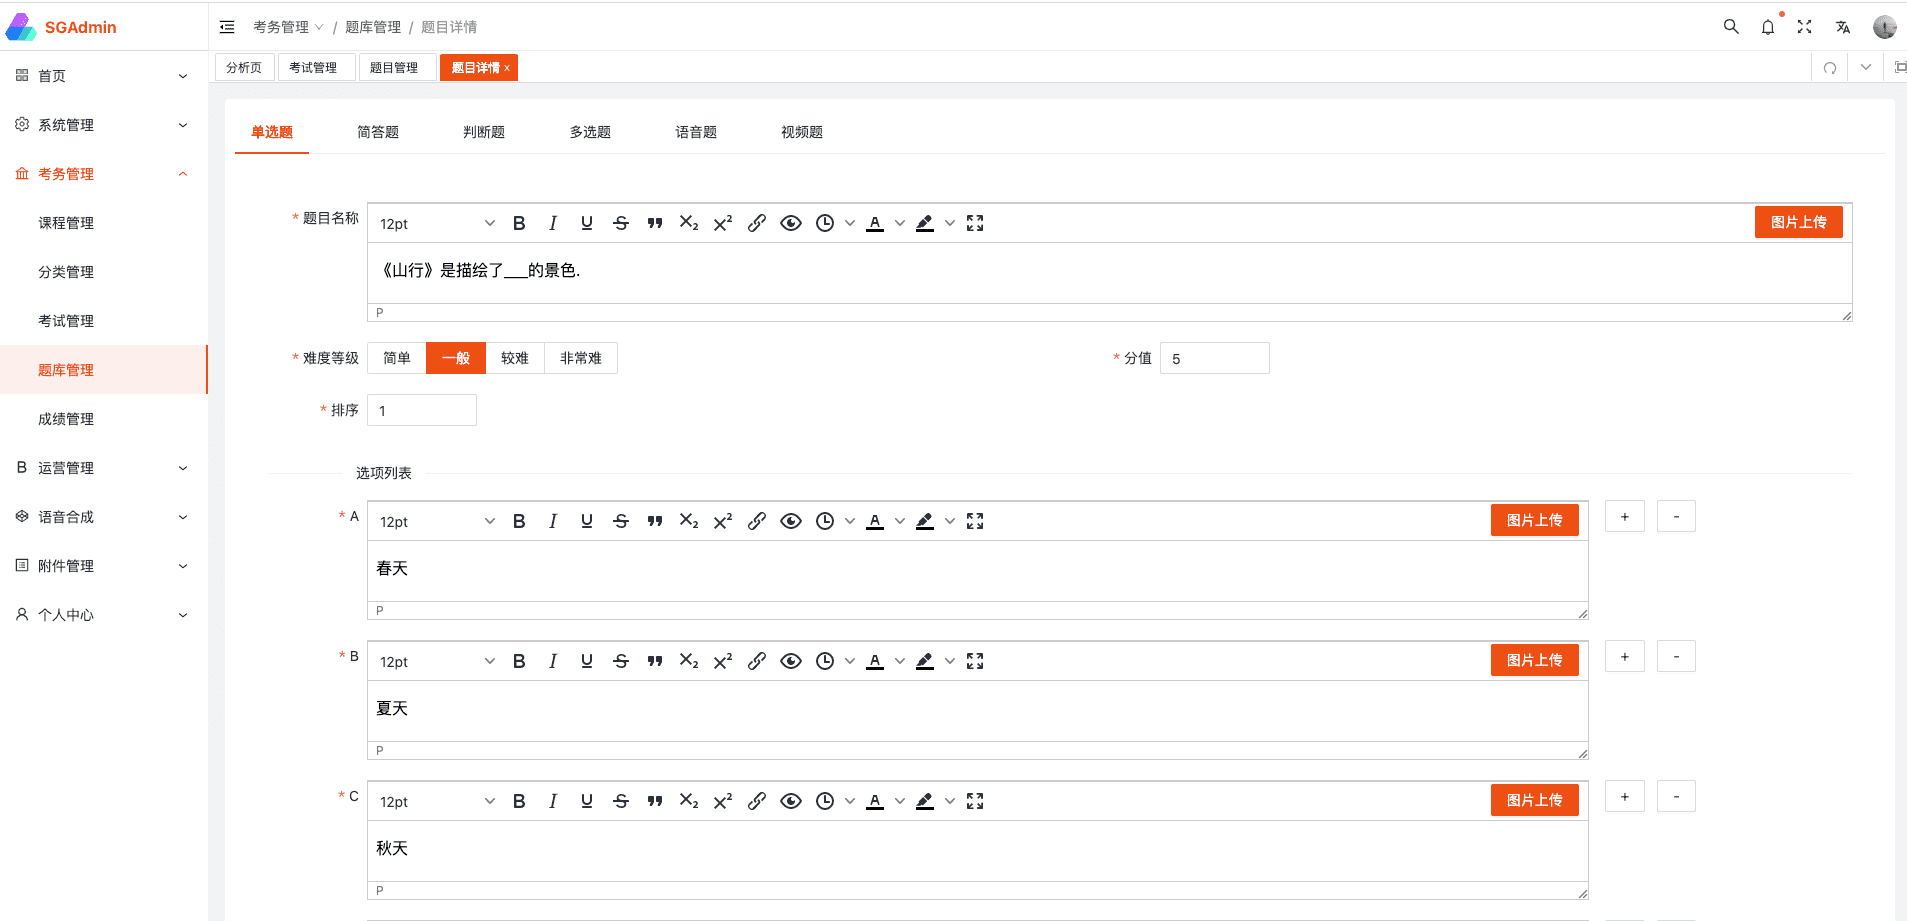 SGAdmin
考务管理 / 题库管理 / 题目详情
分析页 考试管理 题目管理 题目详情 ×
首页
系统管理
考务管理
课程管理
分类管理
考试管理
题库管理
成绩管理
运营管理
语音合成
附件管理
个人中心
单选题 简答题 判断题 多选题 语音题 视频题
* 题目名称
12pt 图片上传
《山行》是描绘了___的景色.
P
* 难度等级 简单 一般 较难 非常难 * 分值 5
* 排序 1
选项列表
* A
12pt 图片上传 + -
春天
P
* B
12pt 图片上传 + -
夏天
P
* C
12pt 图片上传 + -
秋天
P